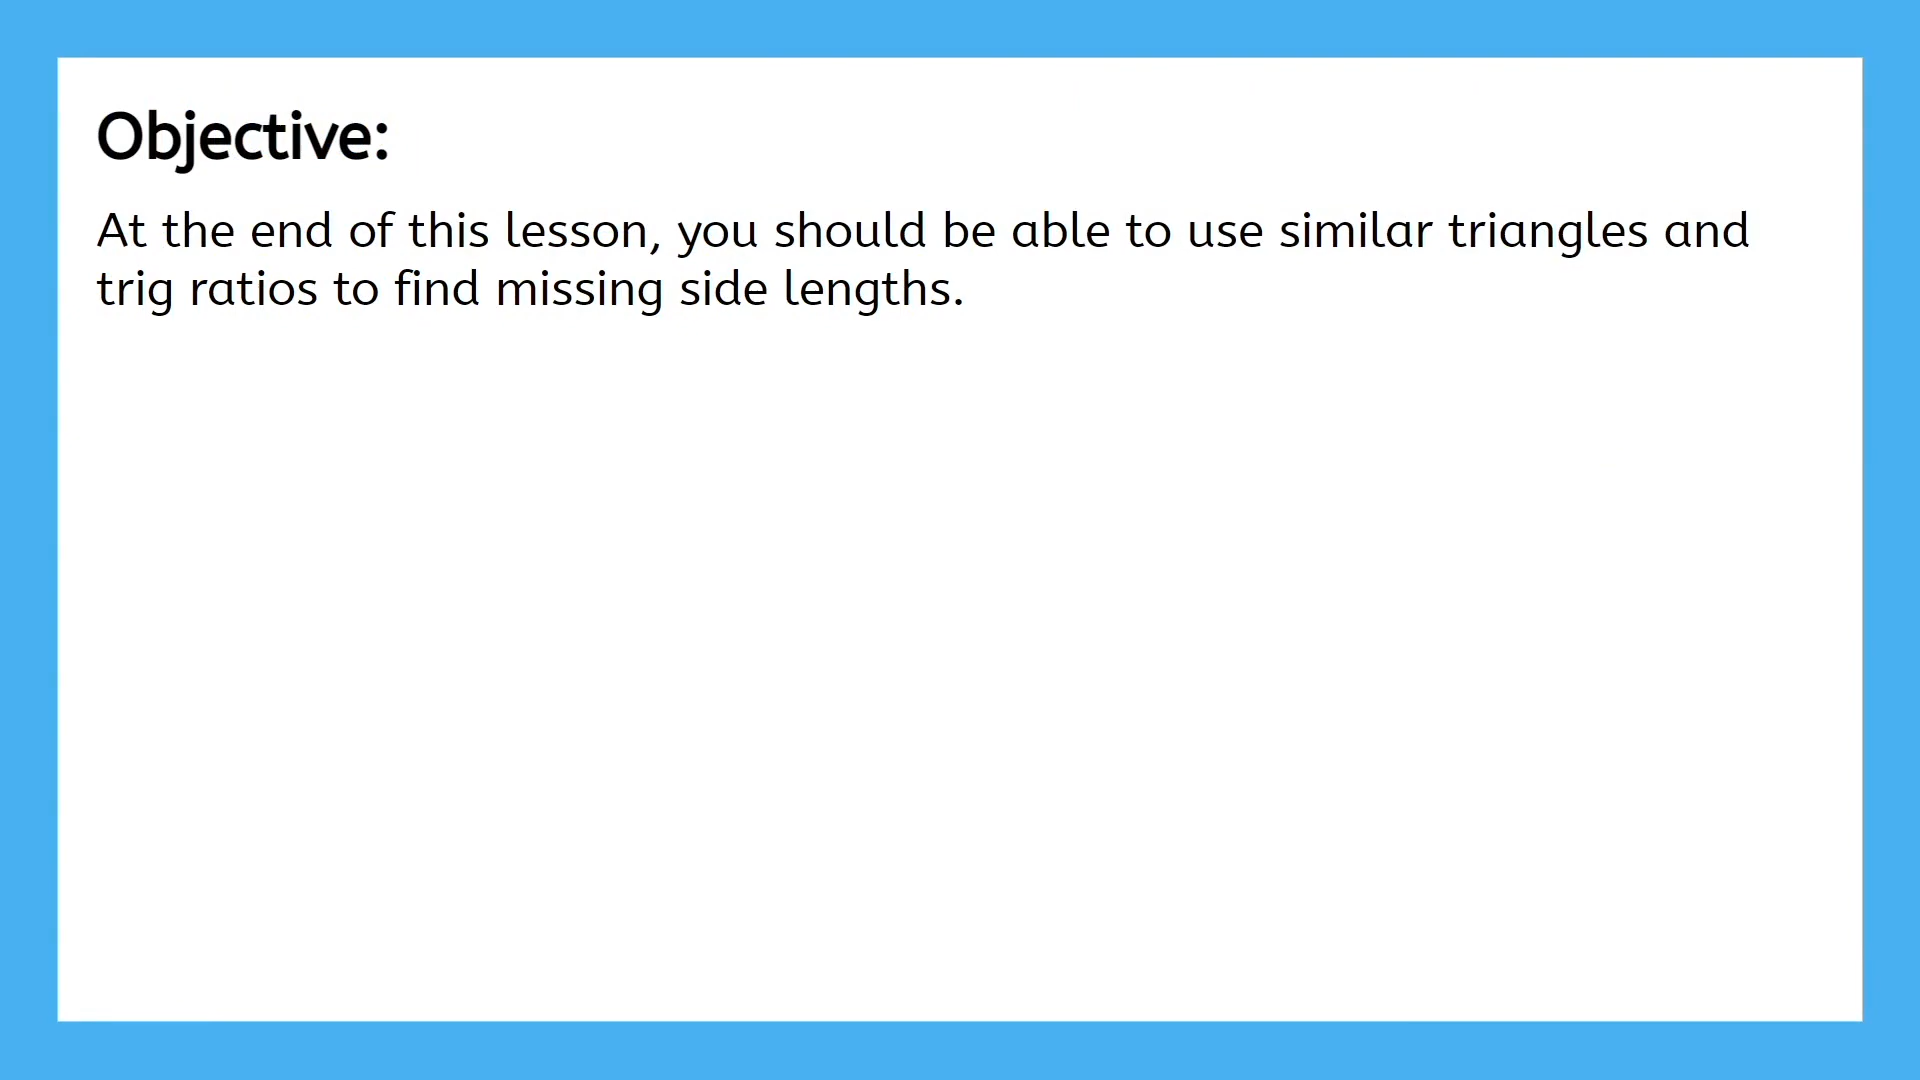 Objective:
At the end of this lesson, you should be able to use similar triangles and
trig ratios to find missing side lengths.